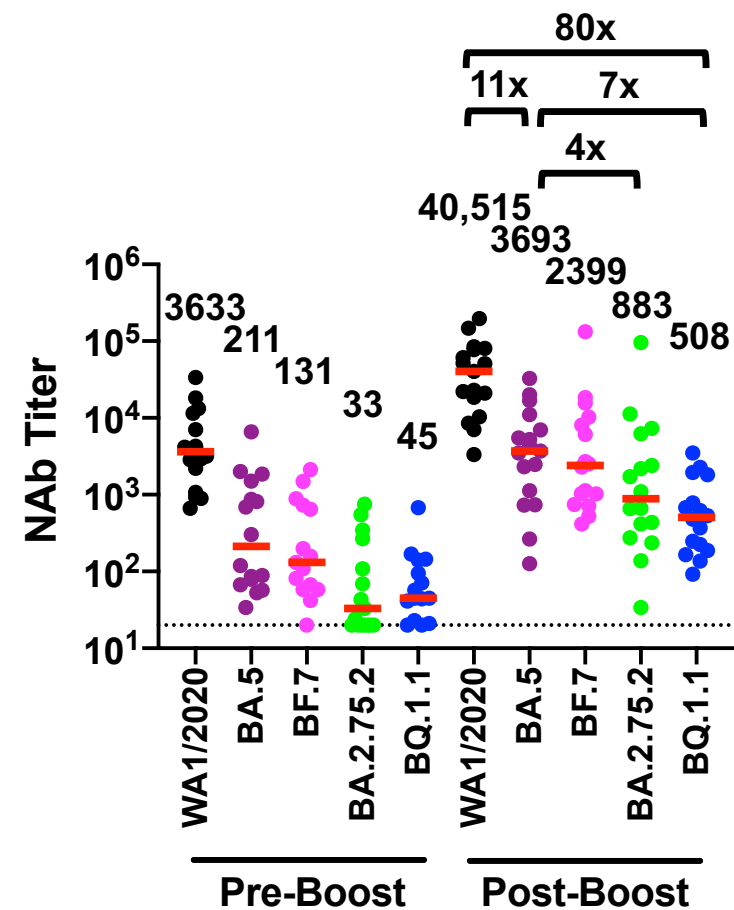 80x
11x 7x
4x
40,515
3693
2399
883
508
10⁶
3633
211
131
33
45
10⁵
10⁴
10³
10²
10¹
NAb Titer
WA1/2020
BA.5
BF.7
BA.2.75.2
BQ.1.1
WA1/2020
BA.5
BF.7
BA.2.75.2
BQ.1.1
Pre-Boost Post-Boost